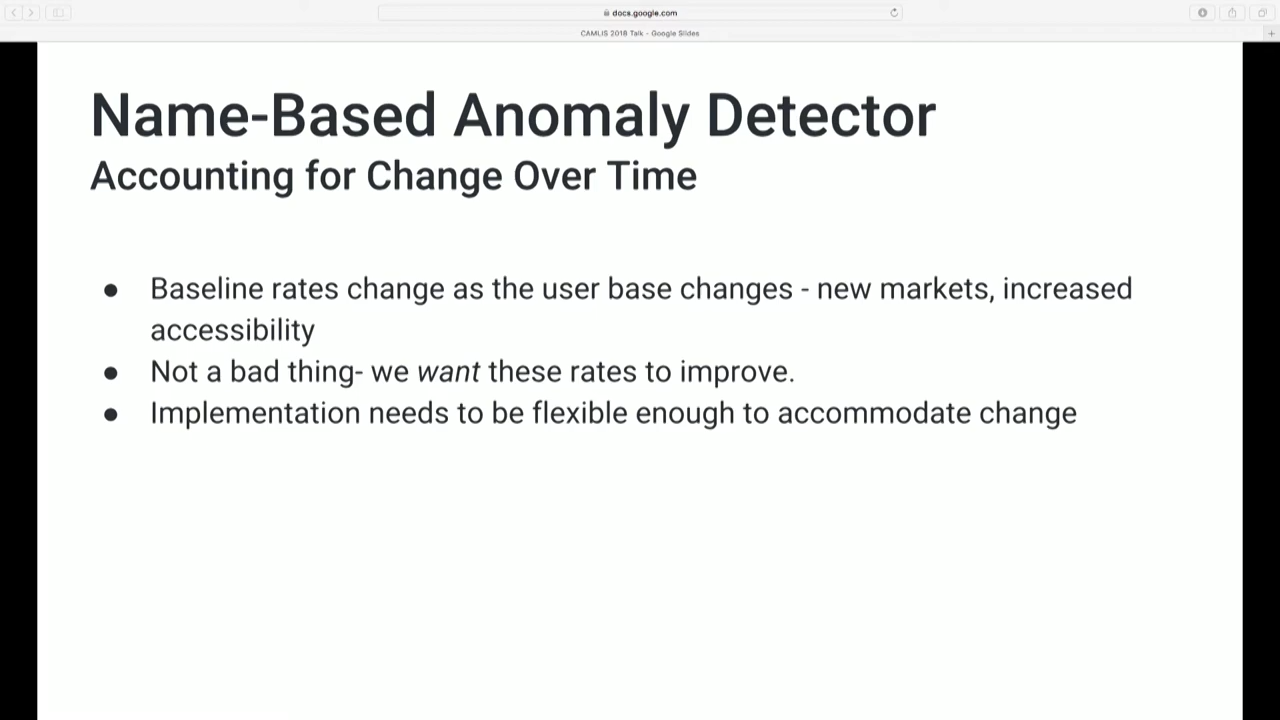 docs.google.com
CAMLIS 2018 Talk - Google Slides
Name-Based Anomaly Detector
Accounting for Change Over Time
● Baseline rates change as the user base changes - new markets, increased
accessibility
● Not a bad thing- we want these rates to improve.
● Implementation needs to be flexible enough to accommodate change